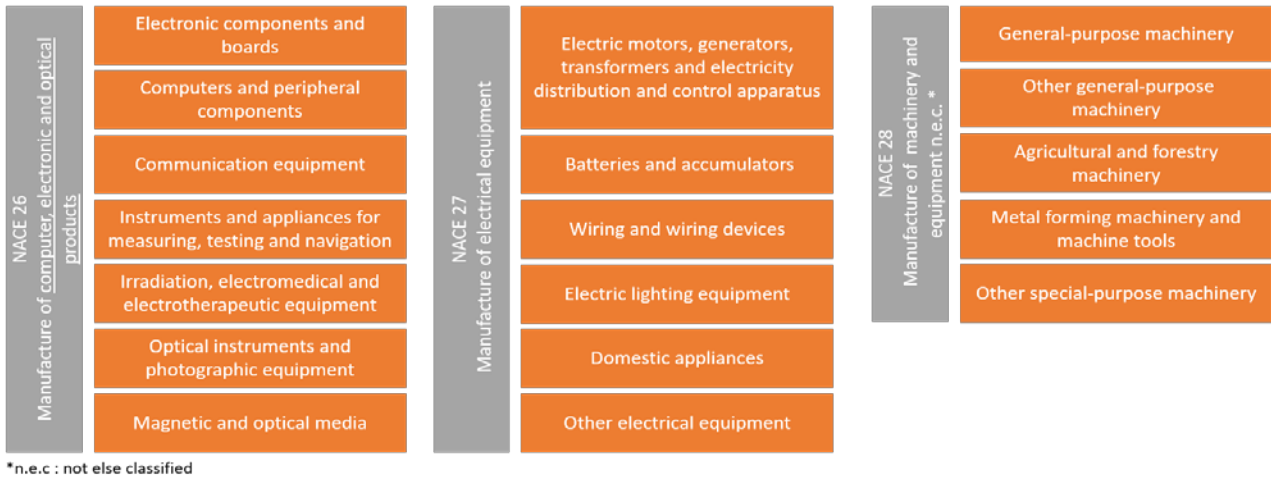 NACE 26
Manufacture of computer, electronic and optical
products
Electronic components and
boards
Computers and peripheral
components
Communication equipment
Instruments and appliances for
measuring, testing and navigation
Irradiation, electromedical and
electrotherapeutic equipment
Optical instruments and
photographic equipment
Magnetic and optical media
NACE 27
Manufacture of electrical equipment
Electric motors, generators,
transformers and electricity
distribution and control apparatus
Batteries and accumulators
Wiring and wiring devices
Electric lighting equipment
Domestic appliances
Other electrical equipment
NACE 28
Manufacture of machinery and
equipment n.e.c. *
General-purpose machinery
Other general-purpose
machinery
Agricultural and forestry
machinery
Metal forming machinery and
machine tools
Other special-purpose machinery
*n.e.c : not else classified